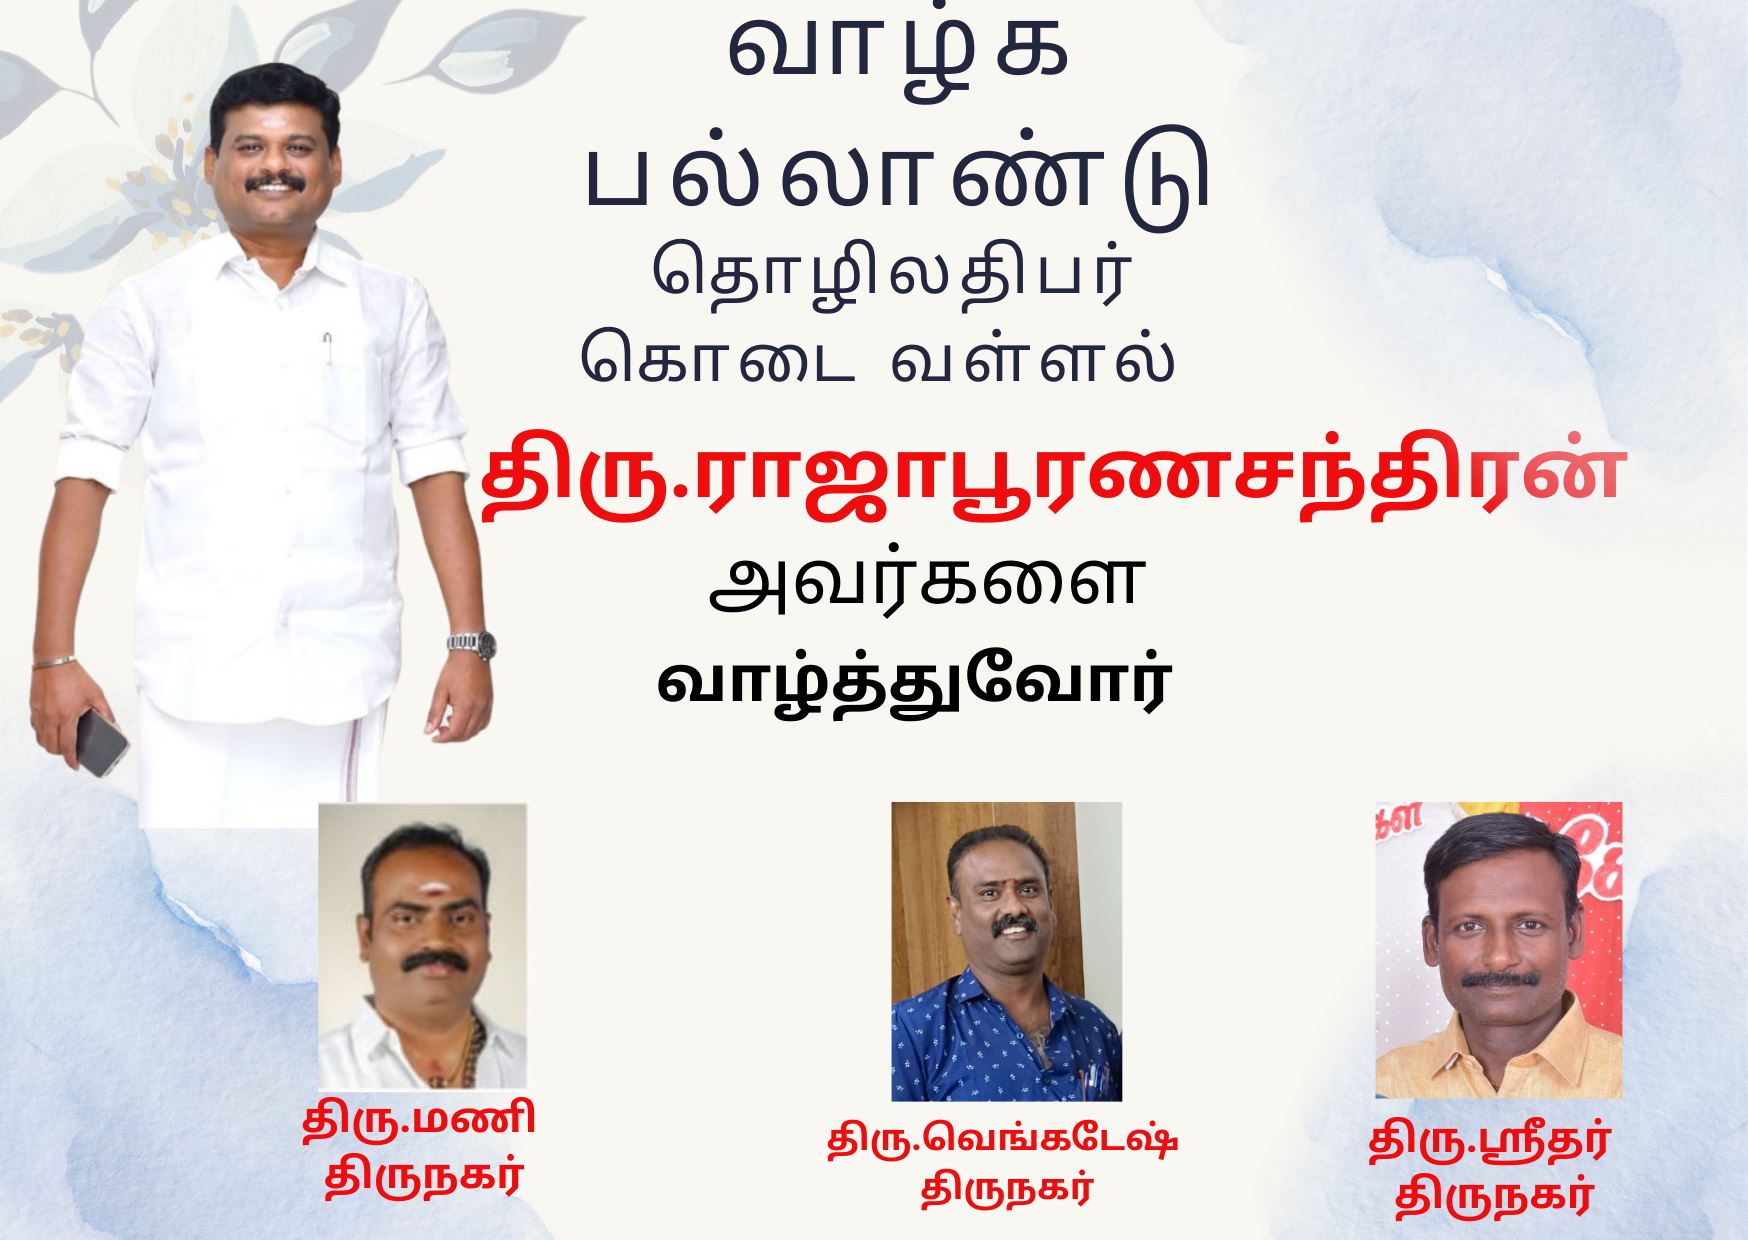 வாழ்க
பல்லாண்டு
தொழிலதிபர்
கொடை வள்ளல்
திரு.ராஜாபூரணசந்திரன்
அவர்களை
வாழ்த்துவோர்
திரு.மணி
திருநகர்
திரு.வெங்கடேஷ்
திருநகர்
திரு.ஸ்ரீதர்
திருநகர்